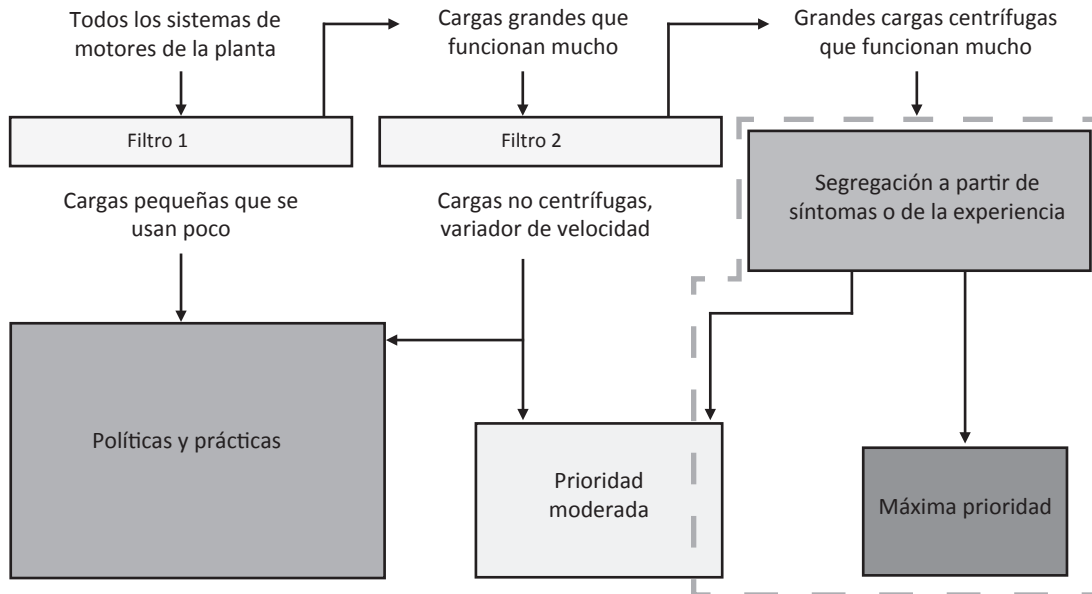 Todos los sistemas de
motores de la planta
Cargas grandes que
funcionan mucho
Grandes cargas centrífugas
que funcionan mucho
Filtro 1
Filtro 2
Segregación a partir de
síntomas o de la experiencia
Cargas pequeñas que se
usan poco
Cargas no centrífugas,
variador de velocidad
Políticas y prácticas
Prioridad
moderada
Máxima prioridad